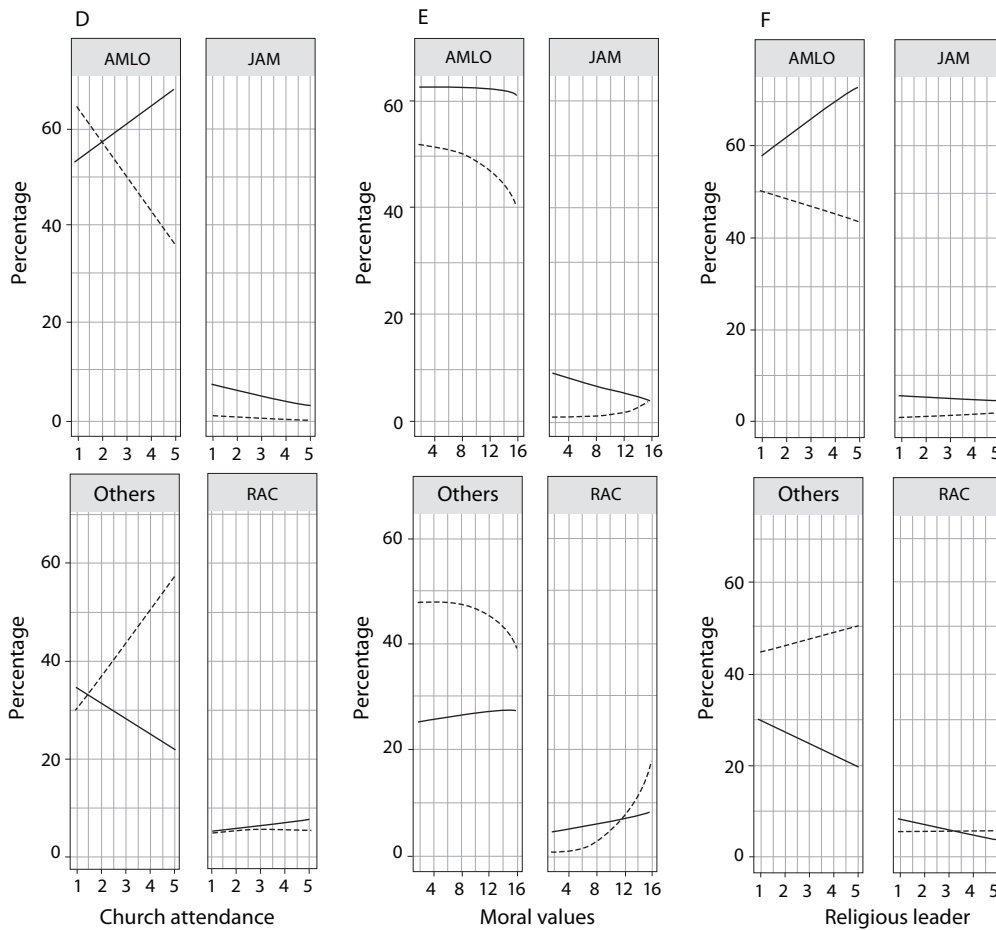 D
AMLO JAM
Percentage
60
40
20
0
1 2 3 4 5 1 2 3 4 5
Others RAC
Percentage
60
40
20
0
1 2 3 4 5 1 2 3 4 5
Church attendance
E
AMLO JAM
Percentage
60
40
20
0
4 8 12 16 4 8 12 16
Others RAC
Percentage
60
40
20
0
4 8 12 16 4 8 12 16
Moral values
F
AMLO JAM
Percentage
60
40
20
0
1 2 3 4 5 1 2 3 4 5
Others RAC
Percentage
60
40
20
0
1 2 3 4 5 1 2 3 4 5
Religious leader